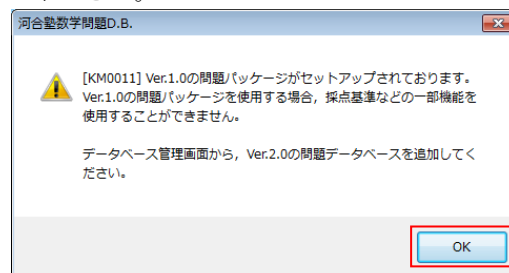 河合塾数学問題D.B.
[KM0011] Ver.1.0の問題パッケージがセットアップされております。
Ver.1.0の問題パッケージを使用する場合，採点基準などの一部機能を
使用することができません。
データベース管理画面から，Ver.2.0の問題データベースを追加してく
ださい。
OK